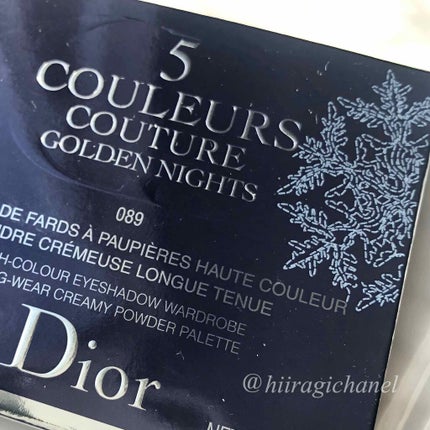 5
COULEURS
COUTURE
GOLDEN NIGHTS
089
DE FARDS À PAUPIÈRES HAUTE COULEUR
DRE CRÉMEUSE LONGUE TENUE
H-COLOUR EYESHADOW WARDROBE
G-WEAR CREAMY POWDER PALETTE
Dior
@hiiragichanel